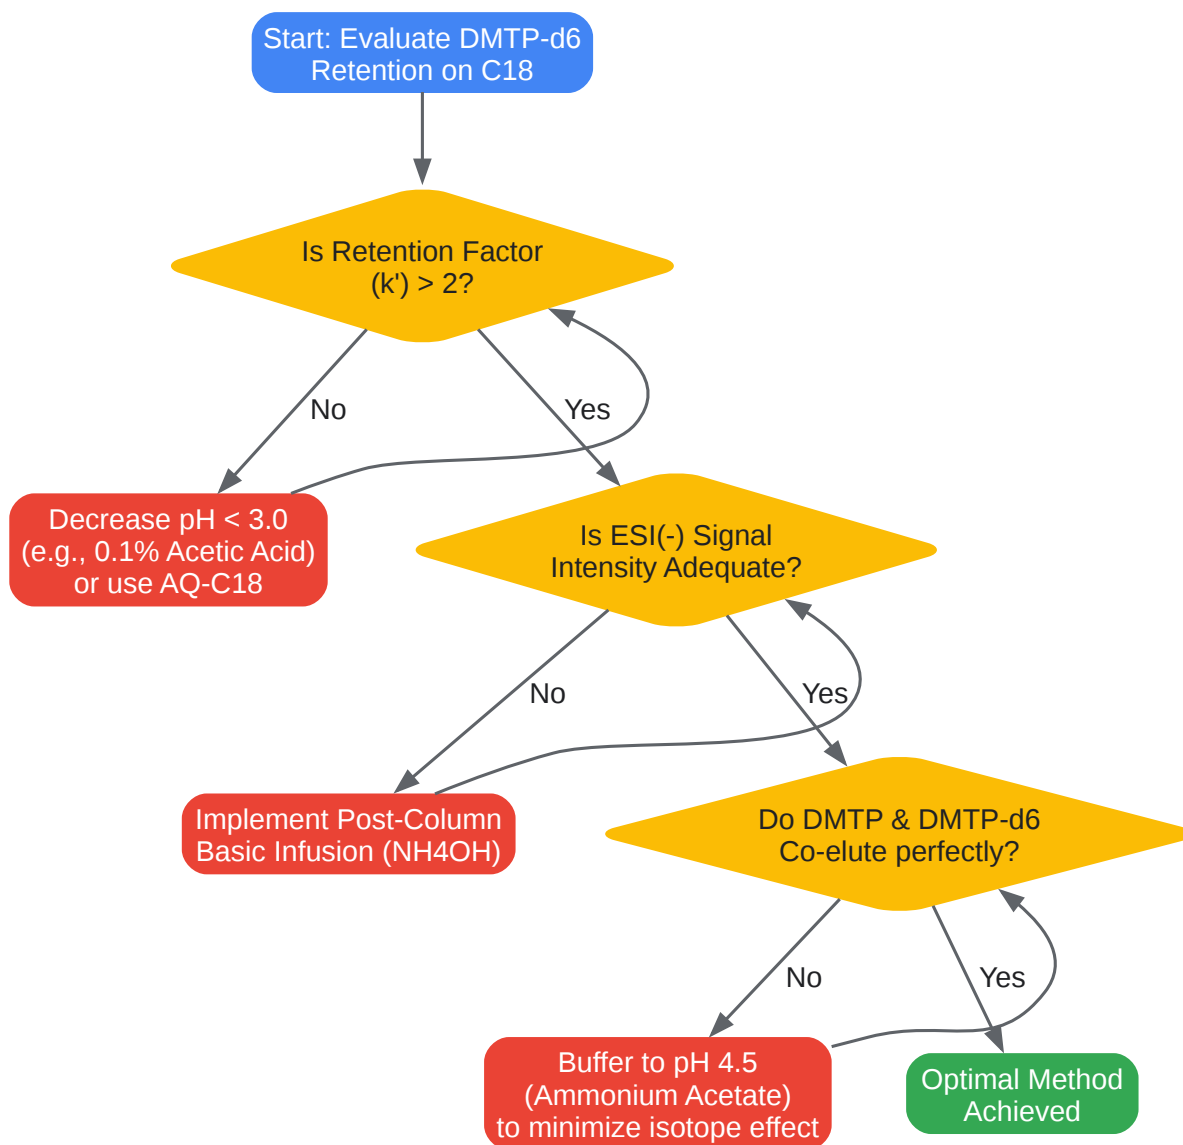 Start: Evaluate DMTP-d6
Retention on C18
Is Retention Factor
(k') > 2?
No
Yes
Decrease pH < 3.0
(e.g., 0.1% Acetic Acid)
or use AQ-C18
Is ESI(-) Signal
Intensity Adequate?
No
Yes
Implement Post-Column
Basic Infusion (NH4OH)
Do DMTP & DMTP-d6
Co-elute perfectly?
No
Yes
Buffer to pH 4.5
(Ammonium Acetate)
to minimize isotope effect
Optimal Method
Achieved